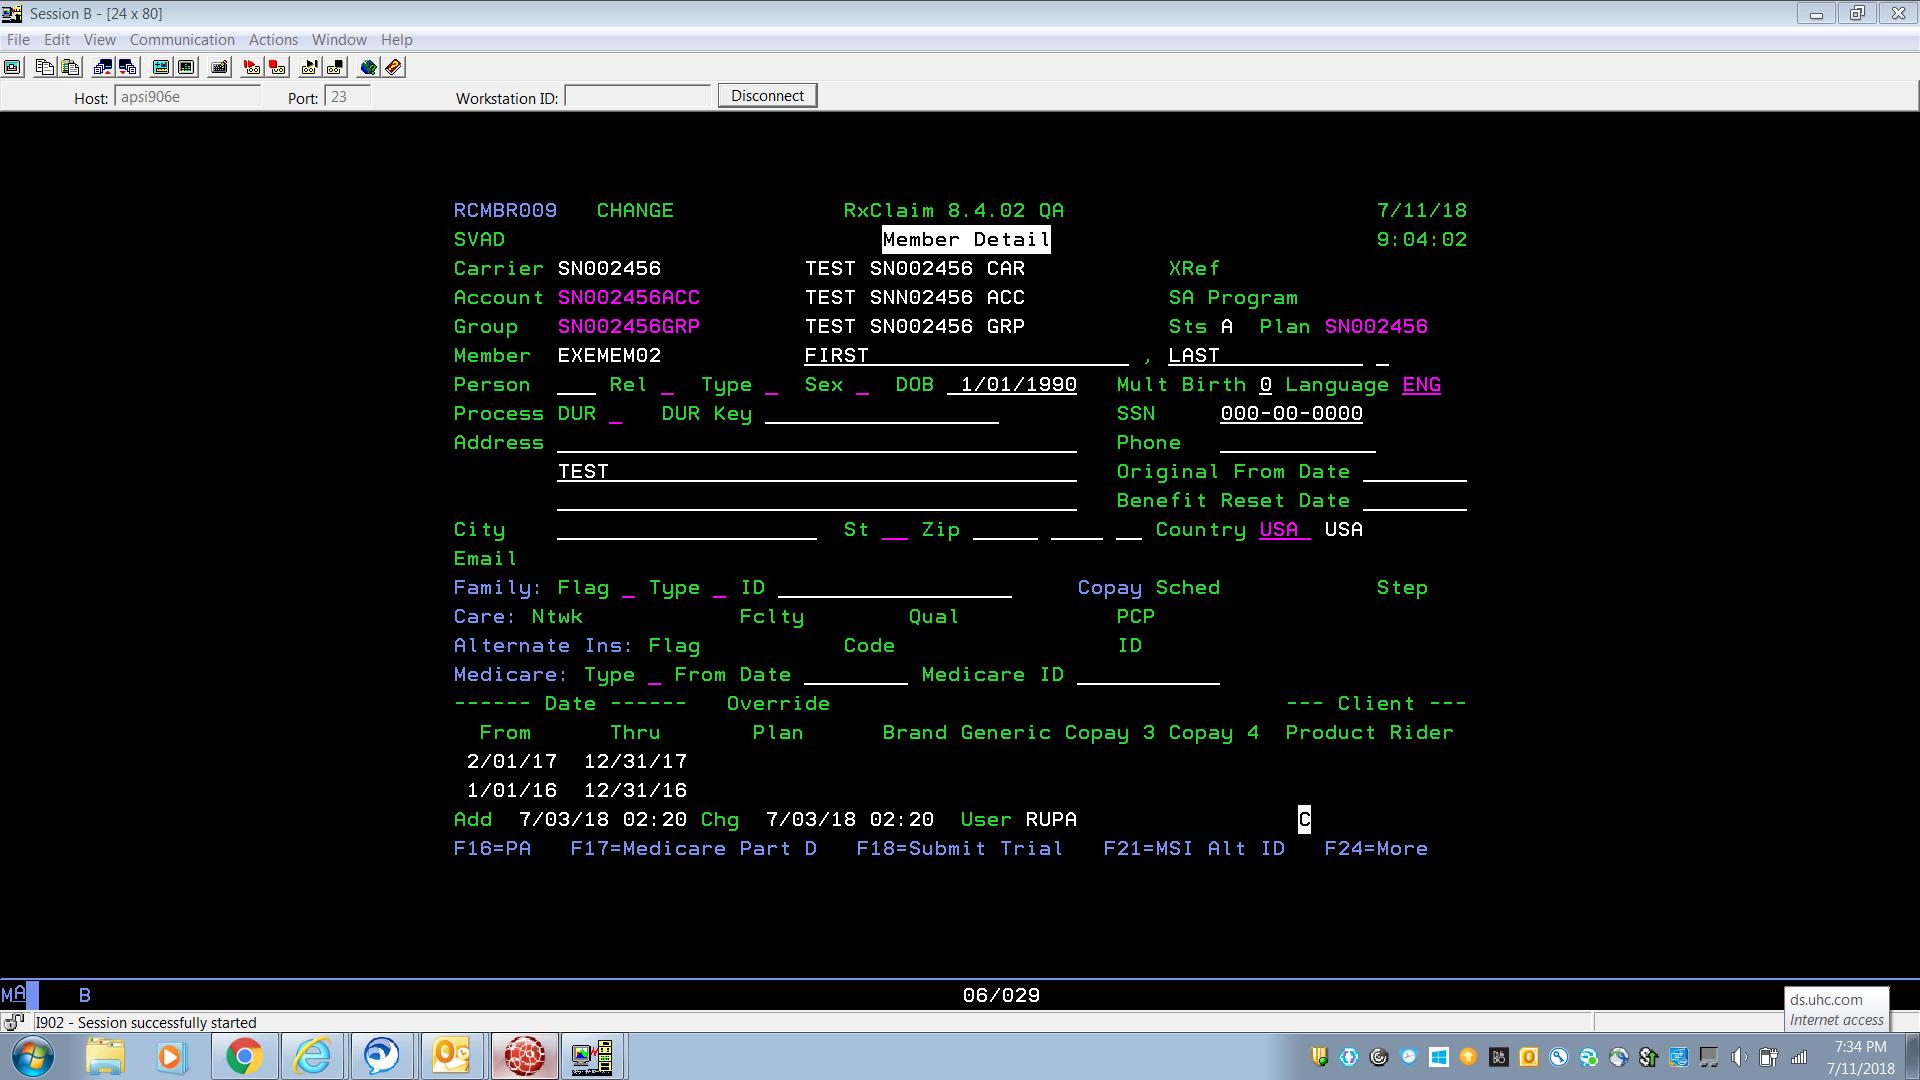 Session B - [24 x 80]
File Edit View Communication Actions Window Help
Host: apsi906e Port: 23 Workstation ID: Disconnect
RCMBR009 CHANGE RxClaim 8.4.02 QA 7/11/18
SVAD Member Detail 9:04:02
Carrier SN002456 TEST SN002456 CAR XRef
Account SN002456ACC TEST SNN02456 ACC SA Program
Group SN002456GRP TEST SN002456 GRP Sts A Plan SN002456
Member EXEMEM02 FIRST , LAST
Person Rel Type Sex DOB 1/01/1990 Mult Birth 0 Language ENG
Process DUR DUR Key SSN 000-00-0000
Address Phone
TEST Original From Date
Benefit Reset Date
City St Zip Country USA USA
Email
Family: Flag Type ID Copay Sched Step
Care: Ntwk Fclty Qual PCP
Alternate Ins: Flag Code ID
Medicare: Type From Date Medicare ID
------ Date ------ Override --- Client ---
From Thru Plan Brand Generic Copay 3 Copay 4 Product Rider
2/01/17 12/31/17
1/01/16 12/31/16
Add 7/03/18 02:20 Chg 7/03/18 02:20 User RUPA C
F16=PA F17=Medicare Part D F18=Submit Trial F21=MSI Alt ID F24=More
MA B 06/029
ds.uhc.com
Internet access
I902 - Session successfully started
7:34 PM
7/11/2018